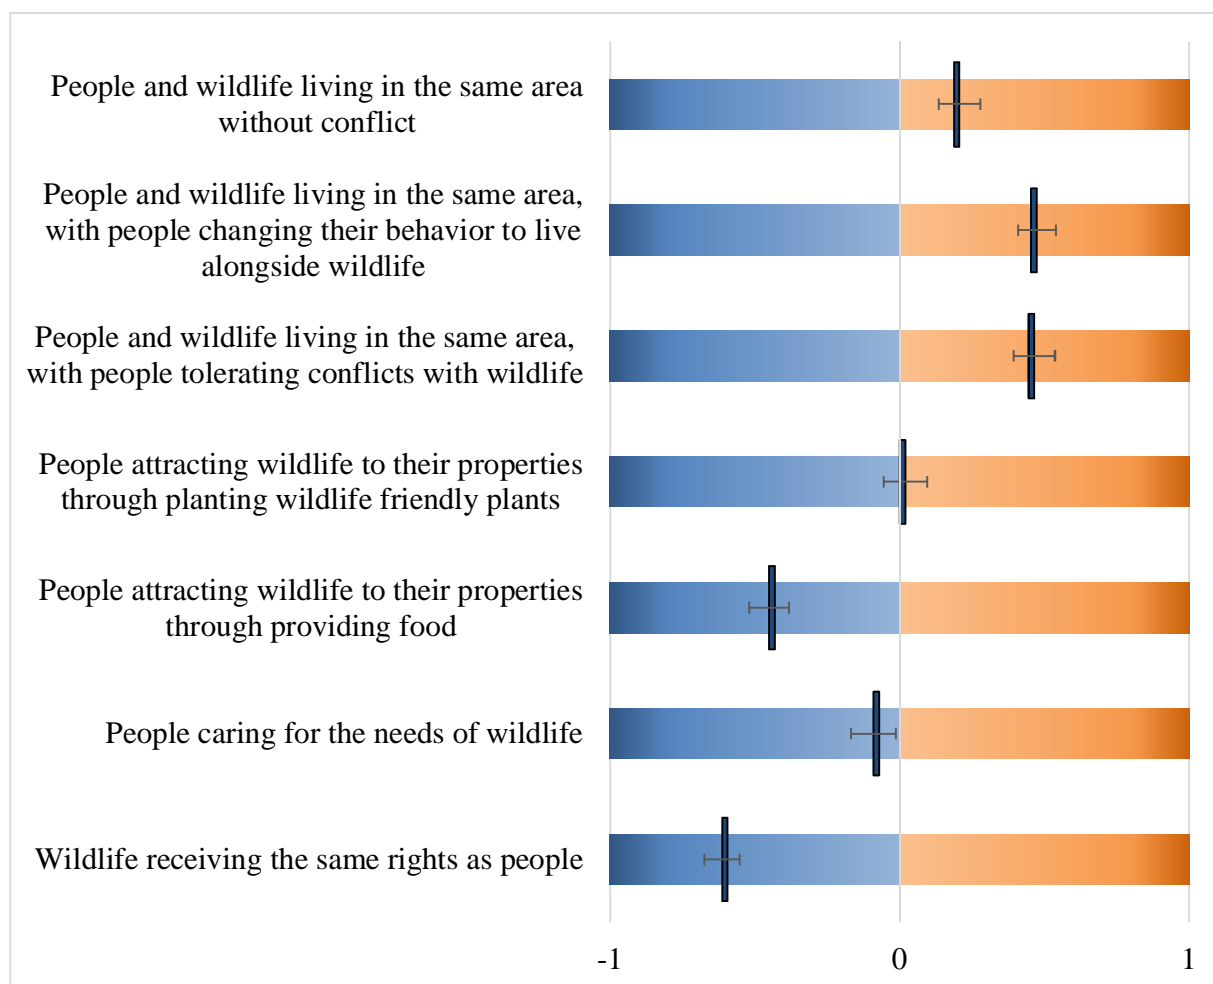 People and wildlife living in the same area
without conflict
People and wildlife living in the same area,
with people changing their behavior to live
alongside wildlife
People and wildlife living in the same area,
with people tolerating conflicts with wildlife
People attracting wildlife to their properties
through planting wildlife friendly plants
People attracting wildlife to their properties
through providing food
People caring for the needs of wildlife
Wildlife receiving the same rights as people
-1 0 1